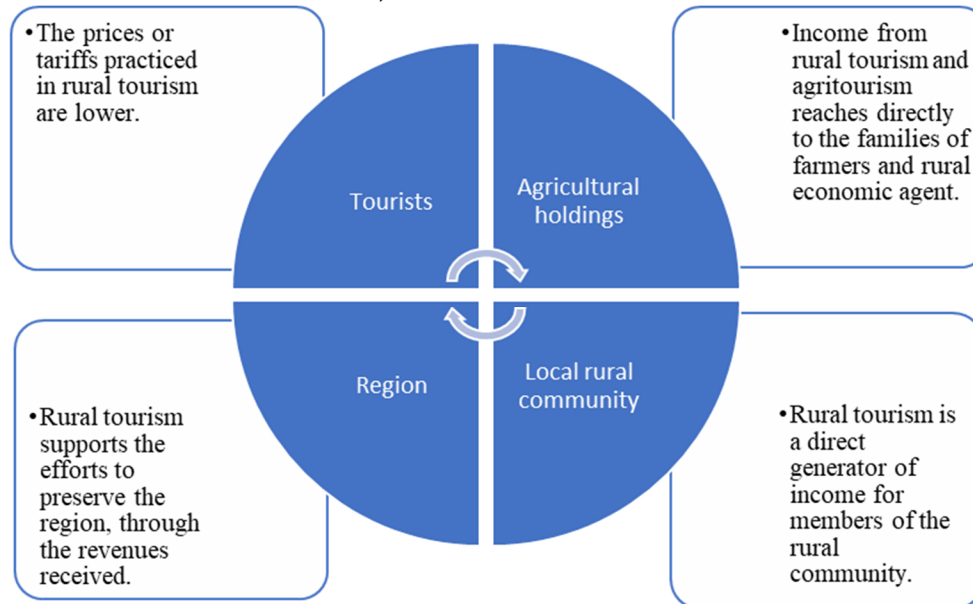 •The prices or
tariffs practiced
in rural tourism
are lower.
•Income from
rural tourism and
agritourism
reaches directly
to the families of
farmers and rural
economic agent.
Tourists
Agricultural
holdings
Region
Local rural
community
•Rural tourism
supports the
efforts to
preserve the
region, through
the revenues
received.
•Rural tourism is
a direct
generator of
income for
members of the
rural
community.